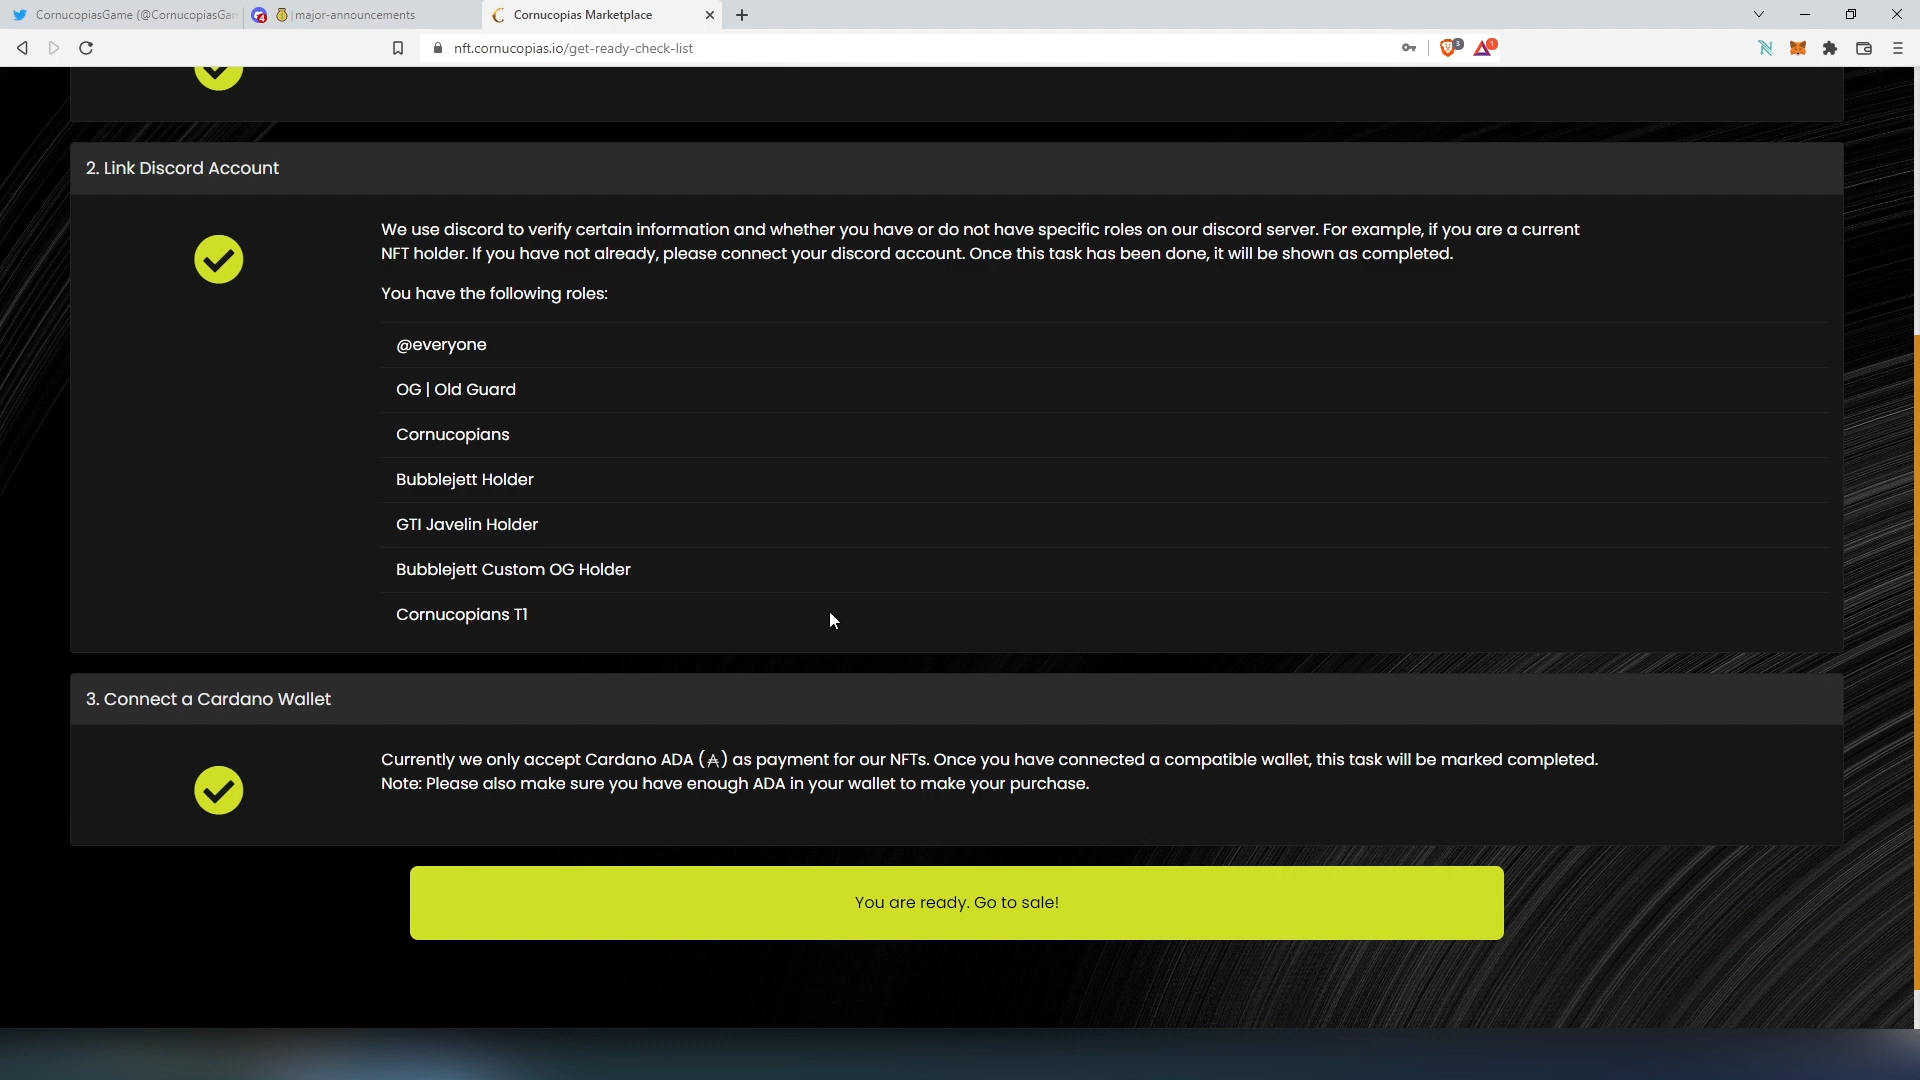 CornucopiasGame (@CornucopiasGam
4
major-announcements
Cornucopias Marketplace
nft.cornucopias.io/get-ready-check-list
3
1
2. Link Discord Account
We use discord to verify certain information and whether you have or do not have specific roles on our discord server. For example, if you are a current
NFT holder. If you have not already, please connect your discord account. Once this task has been done, it will be shown as completed.
You have the following roles:
@everyone
OG | Old Guard
Cornucopians
Bubblejett Holder
GTI Javelin Holder
Bubblejett Custom OG Holder
Cornucopians T1
3. Connect a Cardano Wallet
Currently we only accept Cardano ADA (₳) as payment for our NFTs. Once you have connected a compatible wallet, this task will be marked completed.
Note: Please also make sure you have enough ADA in your wallet to make your purchase.
You are ready. Go to sale!